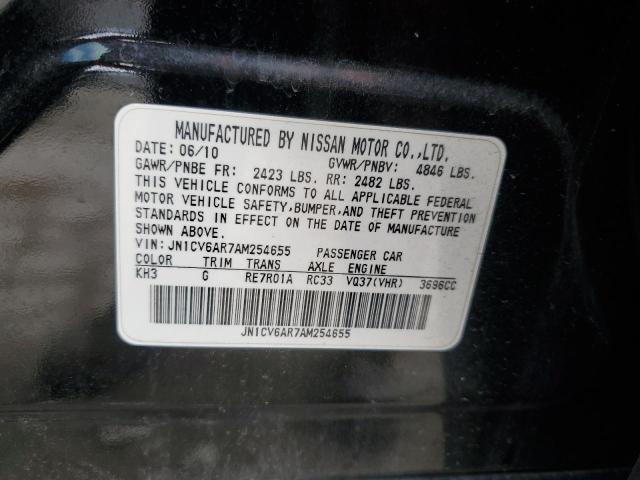 MANUFACTURED BY NISSAN MOTOR CO.,LTD.
DATE: 06/10 GVWR/PNBV: 4846 LBS.
GAWR/PNBE FR: 2423 LBS. RR: 2482 LBS.
THIS VEHICLE CONFORMS TO ALL APPLICABLE FEDERAL
MOTOR VEHICLE SAFETY, BUMPER, AND THEFT PREVENTION
STANDARDS IN EFFECT ON THE DATE OF MANUFACTURE
SHOWN ABOVE.
VIN: JN1CV6AR7AM254655 PASSENGER CAR
COLOR TRIM TRANS AXLE ENGINE
KH3 G RE7R01A RC33 VQ37(VHR) 3696CC
JN1CV6AR7AM254655